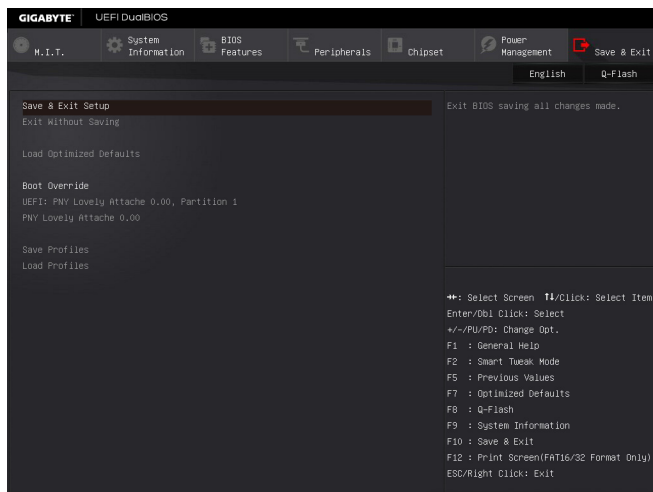 GIGABYTE™ UEFI DualBIOS
M.I.T.
System
Information
BIOS
Features
Peripherals
Chipset
Power
Management
Save & Exit
English Q-Flash
Save & Exit Setup
Exit Without Saving
Load Optimized Defaults
Boot Override
UEFI: PNY Lovely Attache 0.00, Partition 1
PNY Lovely Attache 0.00
Save Profiles
Load Profiles
Exit BIOS saving all changes made.
→←: Select Screen ↑↓/Click: Select Item
Enter/Dbl Click: Select
+/-/PU/PD: Change Opt.
F1 : General Help
F2 : Smart Tweak Mode
F5 : Previous Values
F7 : Optimized Defaults
F8 : Q-Flash
F9 : System Information
F10 : Save & Exit
F12 : Print Screen(FAT16/32 Format Only)
ESC/Right Click: Exit